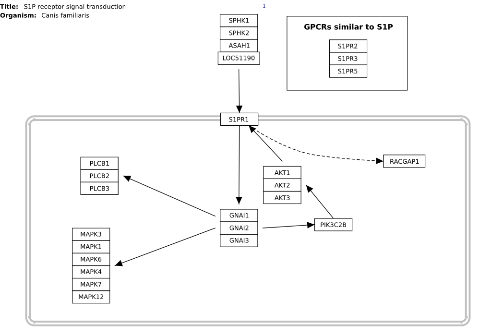 Title: S1P receptor signal transduction
Organism: Canis familiaris
1
SPHK1
SPHK2
ASAH1
LOC51190
GPCRs similar to S1P
S1PR2
S1PR3
S1PR5
S1PR1
RACGAP1
PLCB1
PLCB2
PLCB3
AKT1
AKT2
AKT3
GNAI1
GNAI2
GNAI3
PIK3C2B
MAPK3
MAPK1
MAPK6
MAPK4
MAPK7
MAPK12